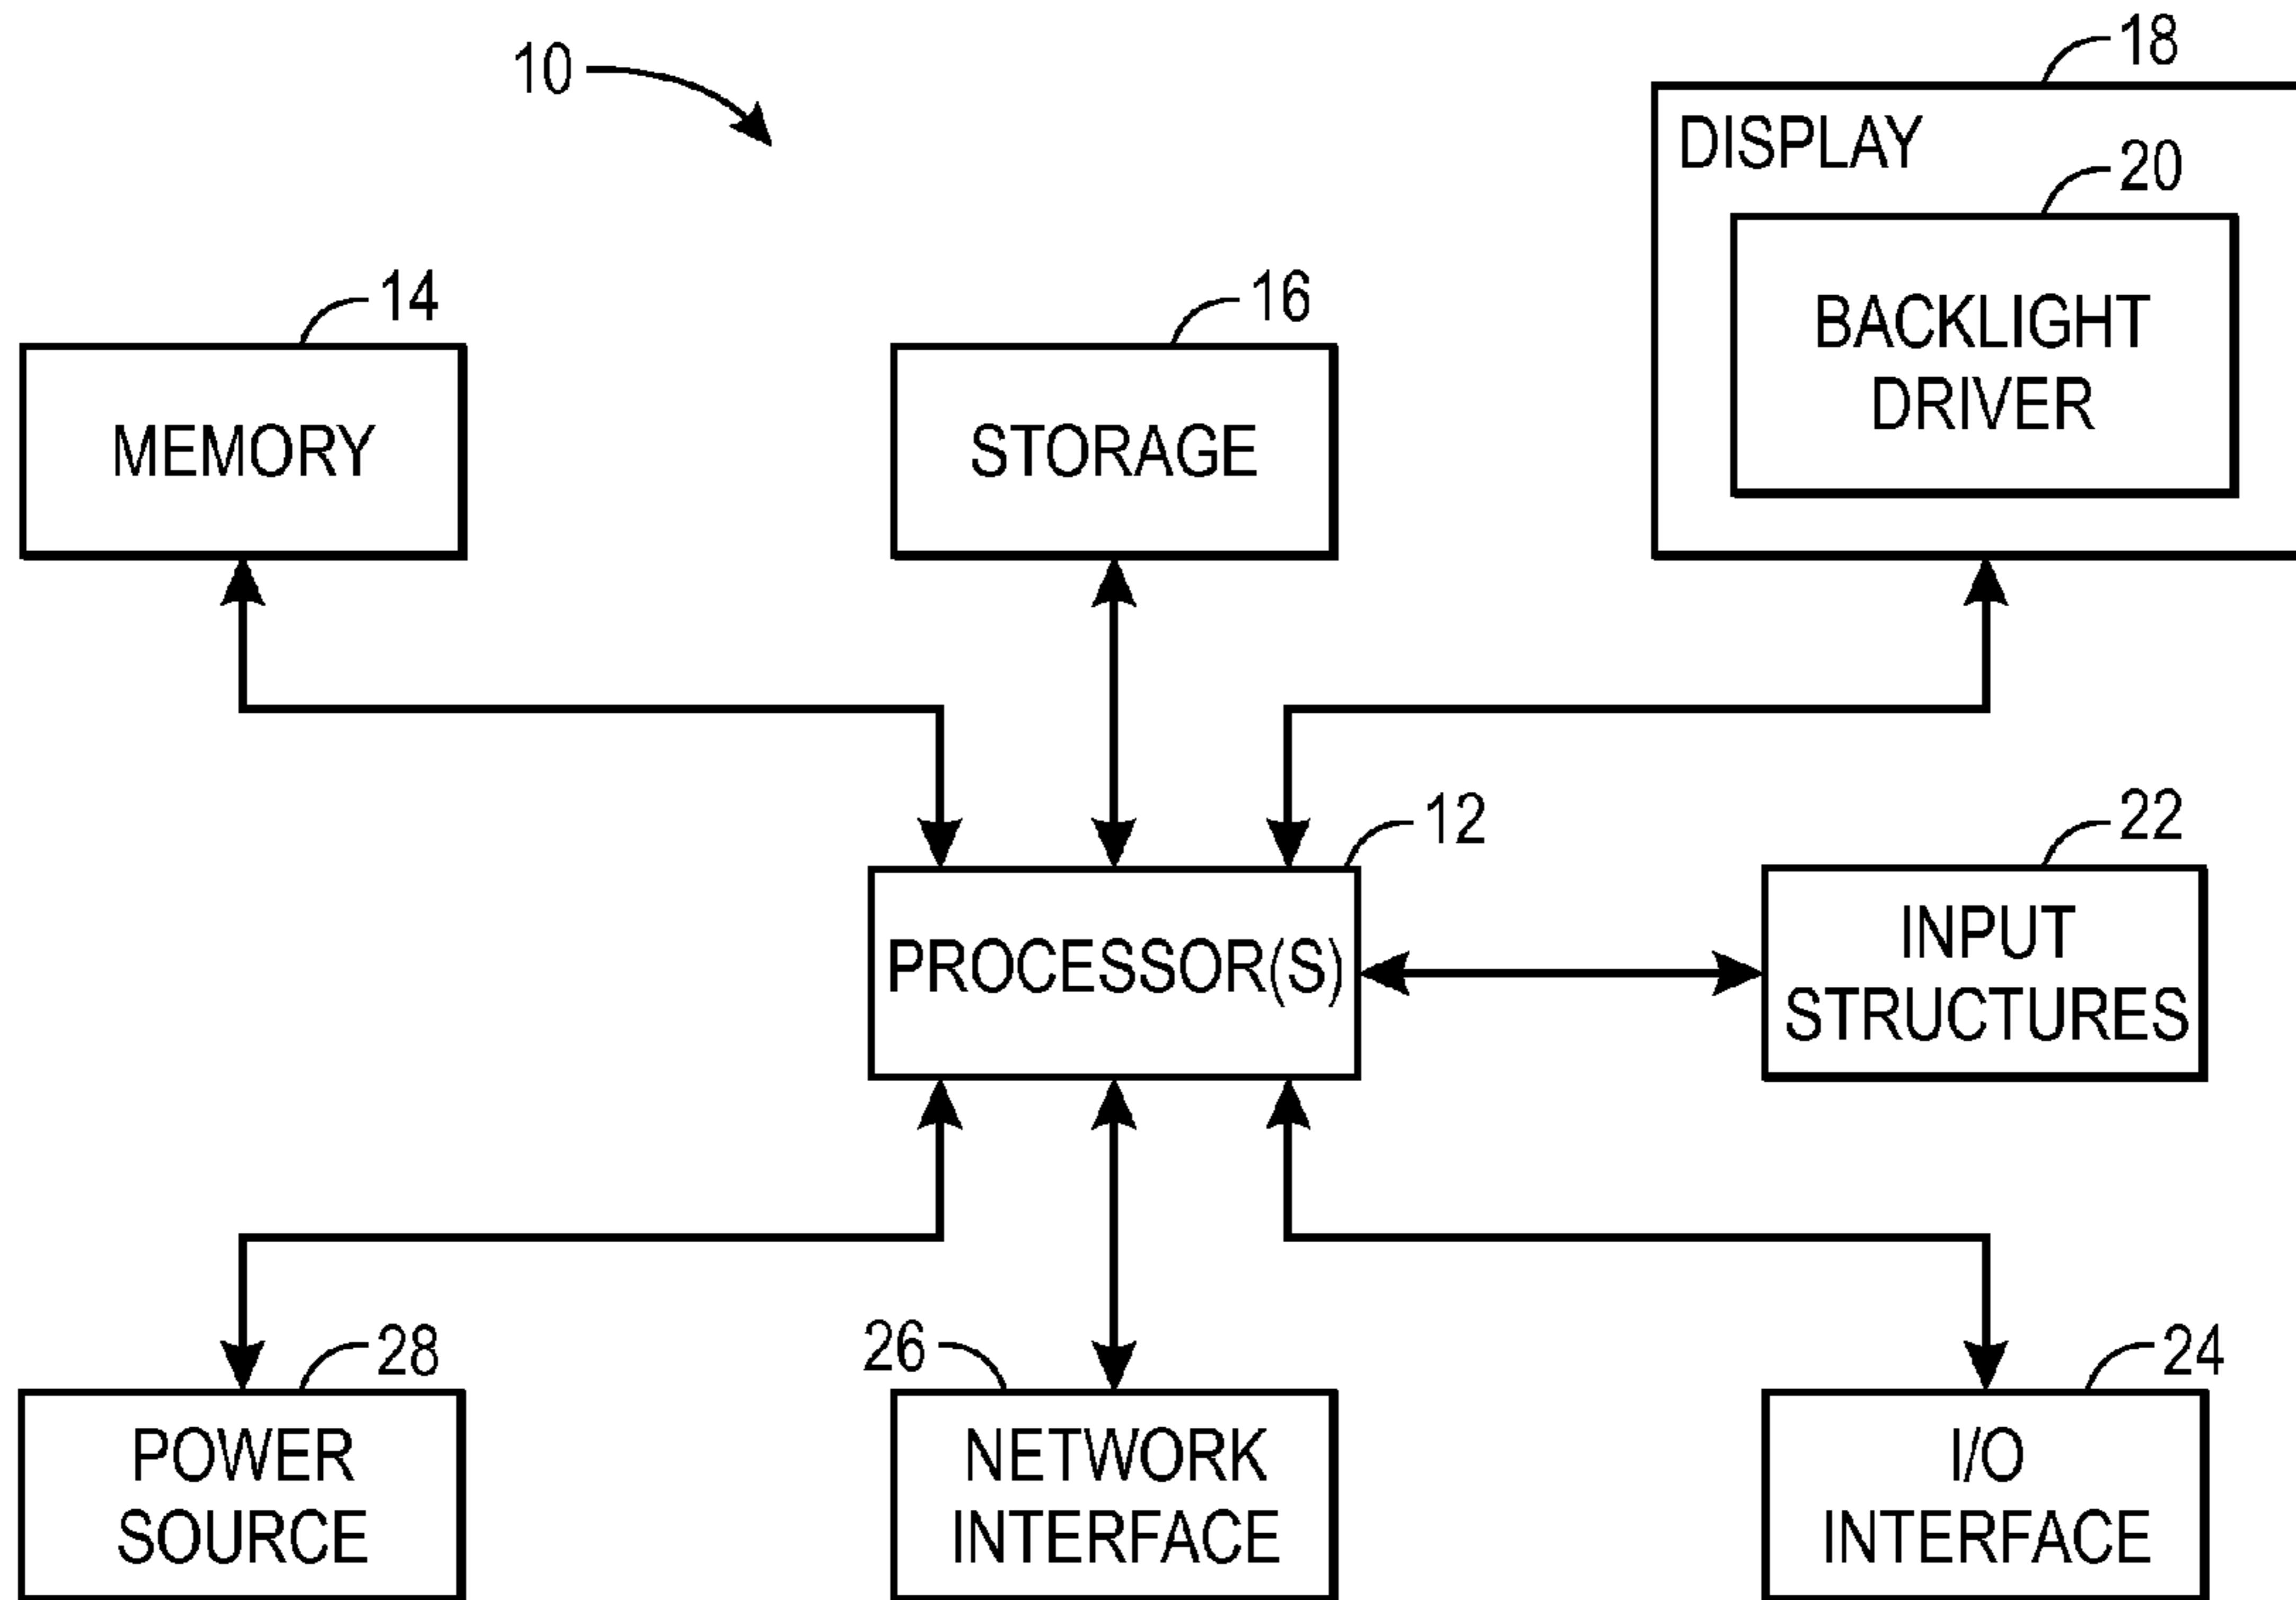 10
18
DISPLAY
20
BACKLIGHT
DRIVER
14
MEMORY
16
STORAGE
12
PROCESSOR(S)
22
INPUT
STRUCTURES
28
POWER
SOURCE
26
NETWORK
INTERFACE
24
I/O
INTERFACE